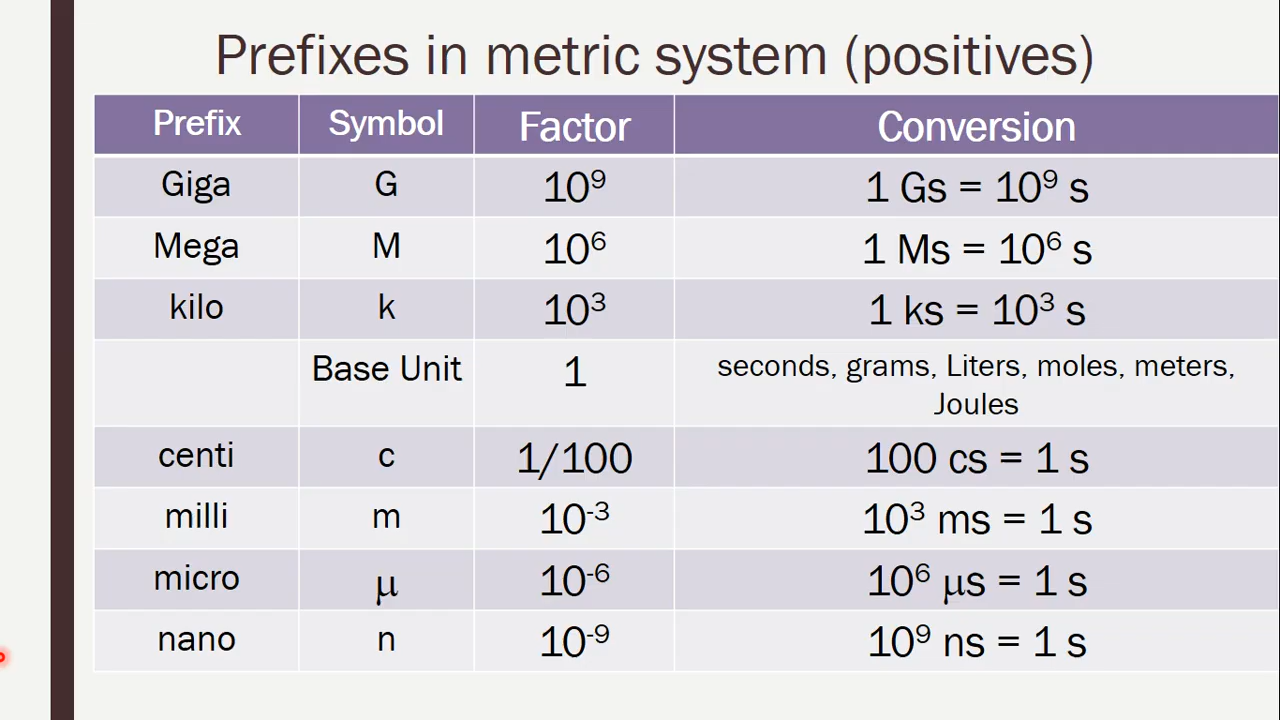 Prefixes in metric system (positives)
Prefix Symbol Factor Conversion
Giga G 10⁹ 1 Gs = 10⁹ s
Mega M 10⁶ 1 Ms = 10⁶ s
kilo k 10³ 1 ks = 10³ s
Base Unit 1 seconds, grams, Liters, moles, meters,
Joules
centi c 1/100 100 cs = 1 s
milli m 10⁻³ 10³ ms = 1 s
micro μ 10⁻⁶ 10⁶ μs = 1 s
nano n 10⁻⁹ 10⁹ ns = 1 s